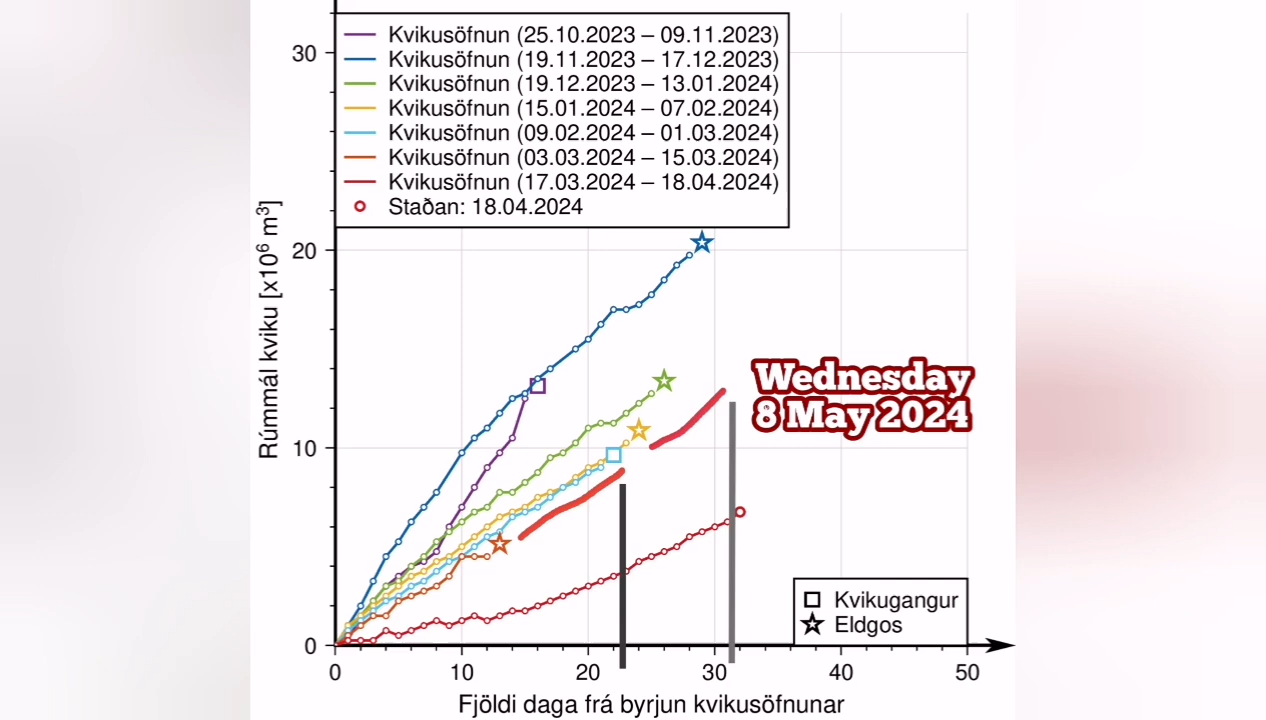 Kvikusöfnun (25.10.2023 – 09.11.2023)
Kvikusöfnun (19.11.2023 – 17.12.2023)
Kvikusöfnun (19.12.2023 – 13.01.2024)
Kvikusöfnun (15.01.2024 – 07.02.2024)
Kvikusöfnun (09.02.2024 – 01.03.2024)
Kvikusöfnun (03.03.2024 – 15.03.2024)
Kvikusöfnun (17.03.2024 – 18.04.2024)
Staðan: 18.04.2024
30
20
10
0
Rúmmál kviku [x10⁶ m³]
Wednesday
8 May 2024
Kvikugangur
Eldgos
0 10 20 30 40 50
Fjöldi daga frá byrjun kvikusöfnunar